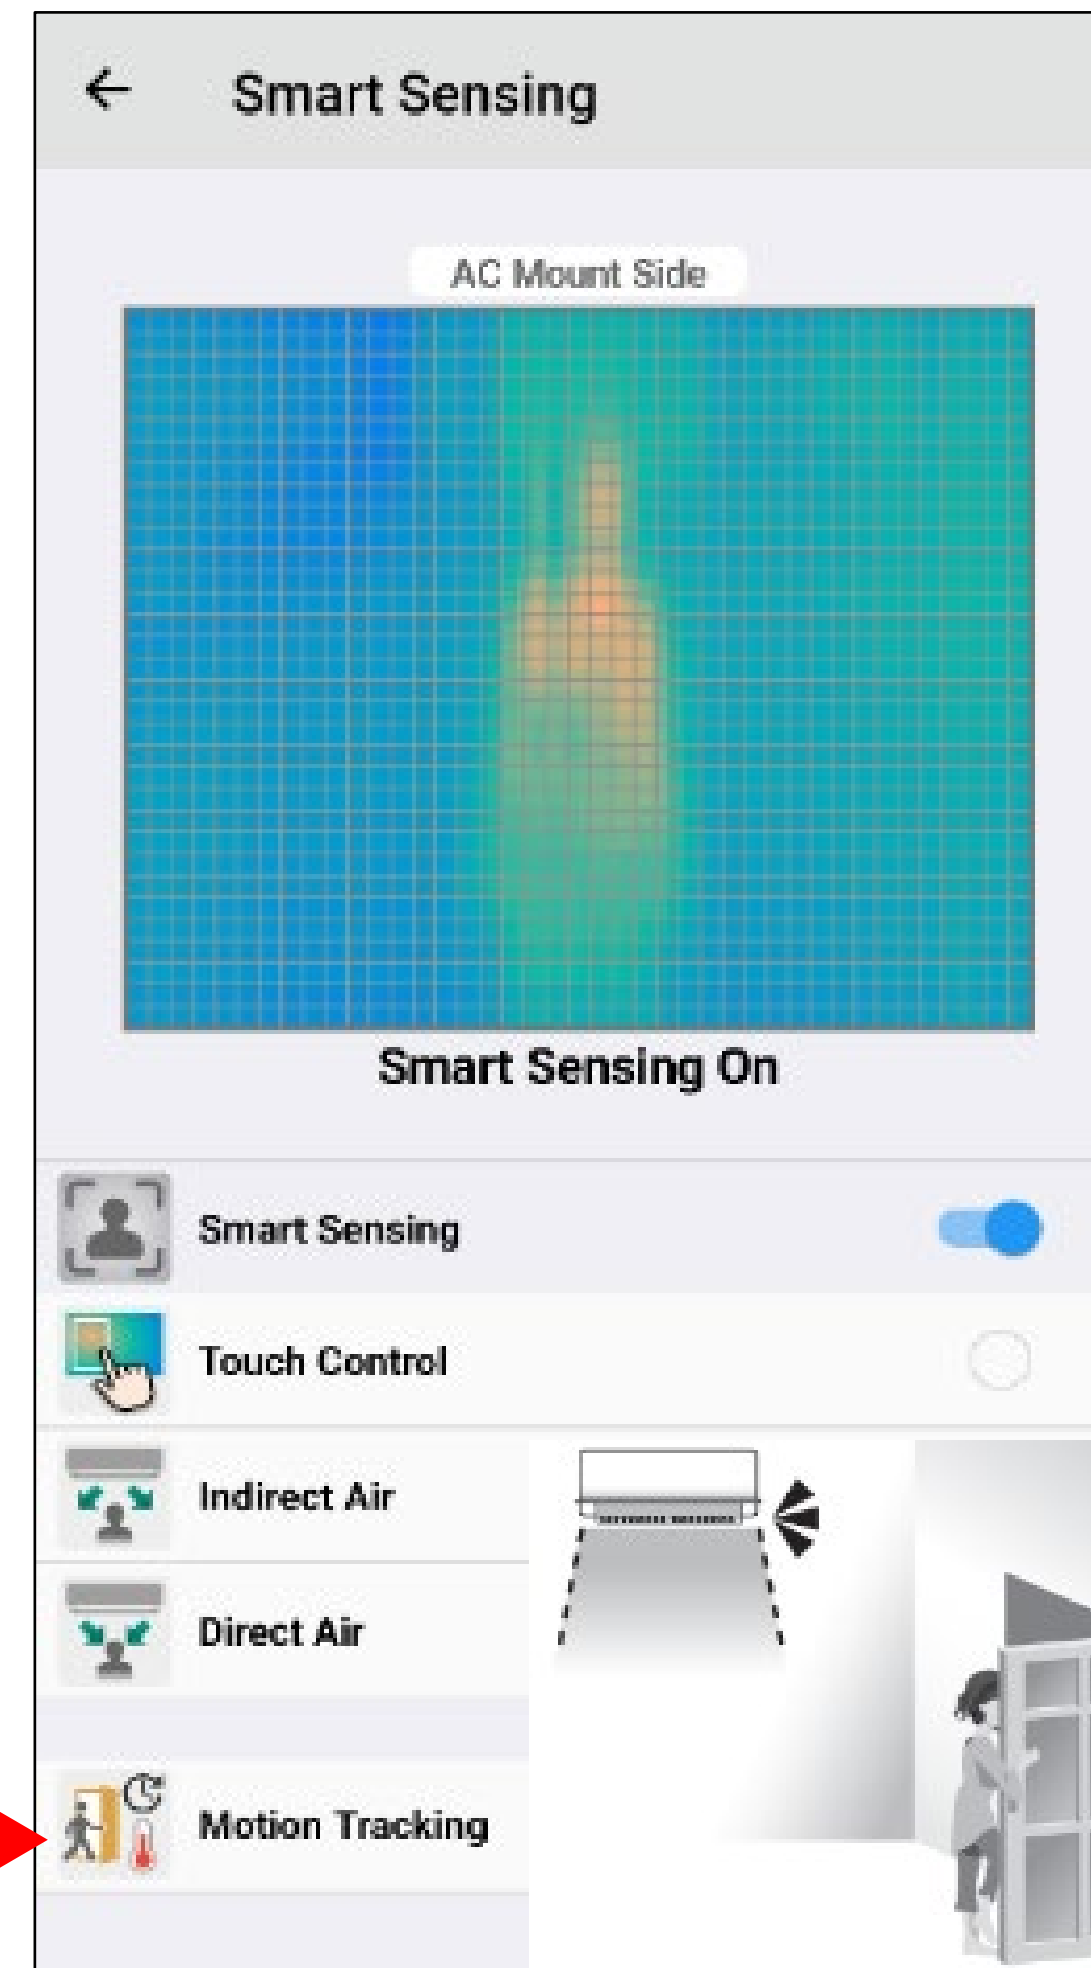 Smart Sensing
AC Mount Side
Smart Sensing On
Smart Sensing
Touch Control
Indirect Air
Direct Air
Motion Tracking